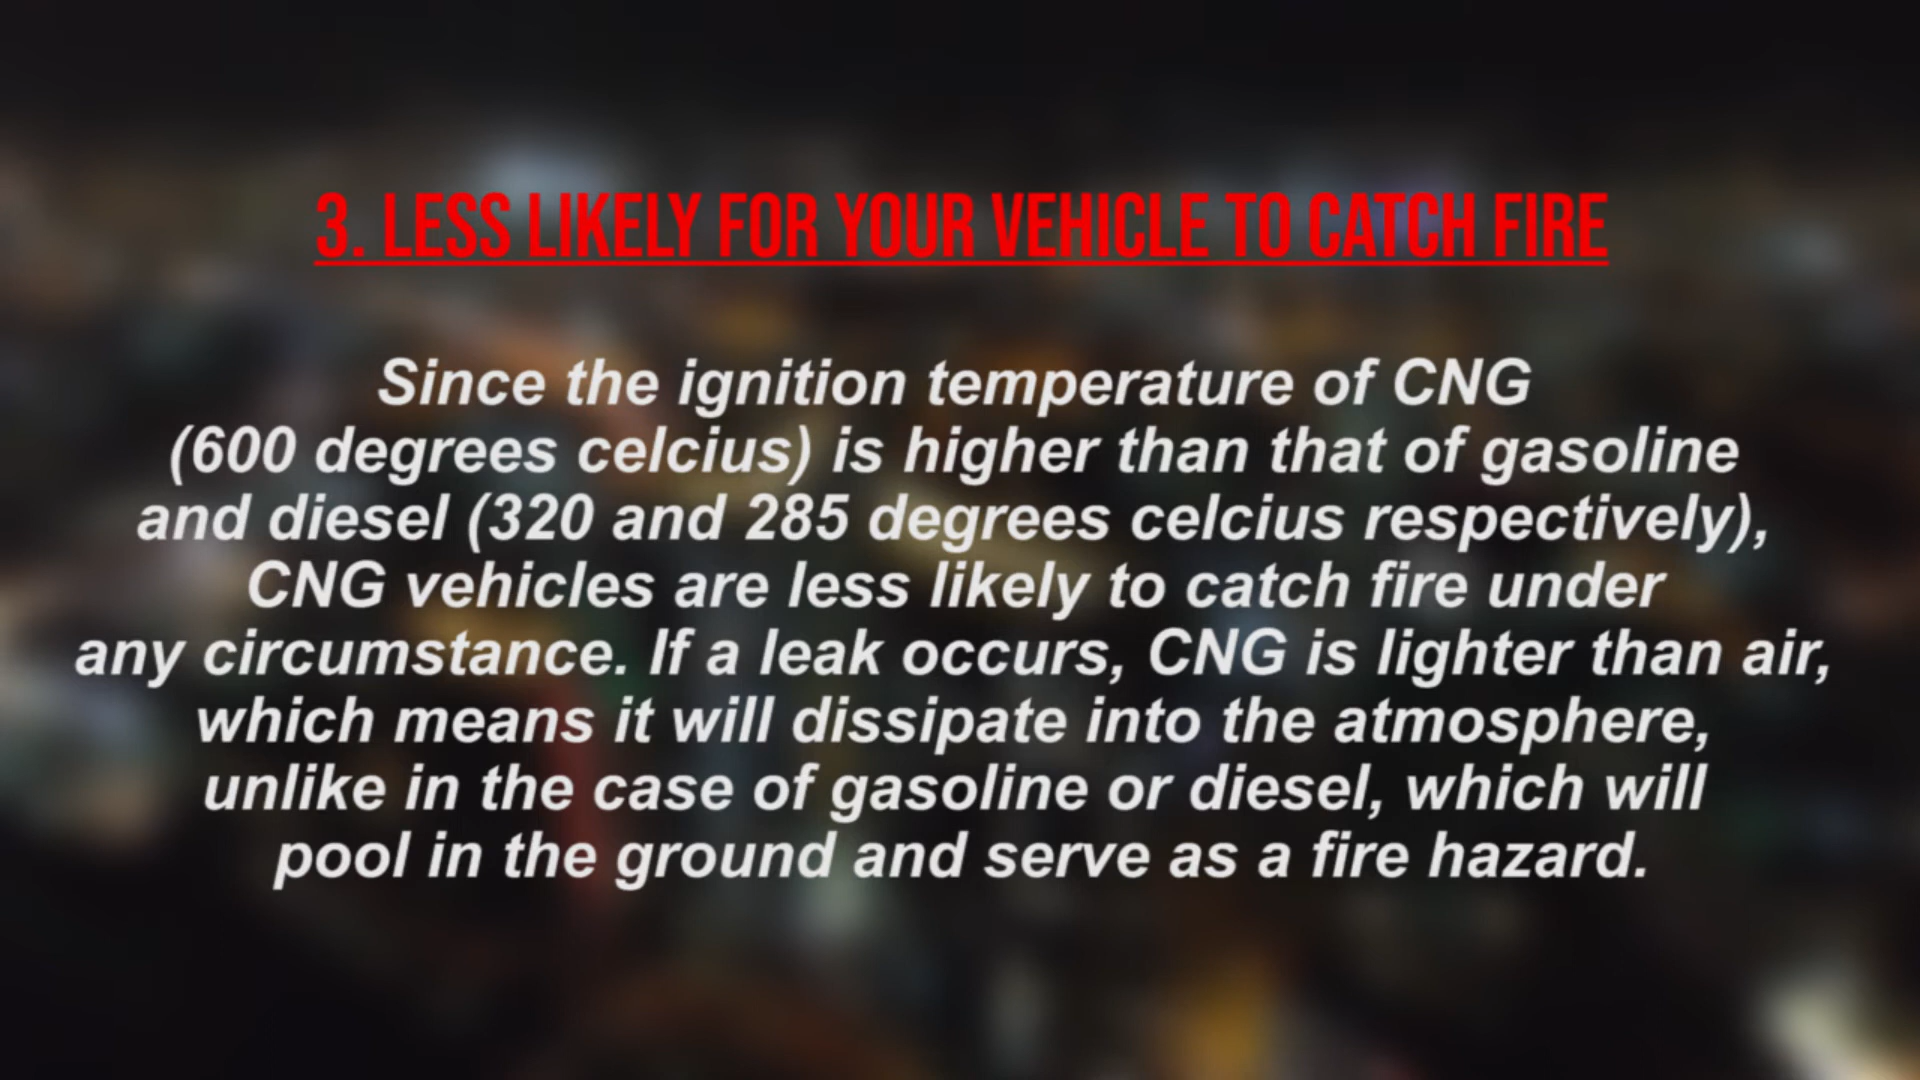 3. LESS LIKELY FOR YOUR VEHICLE TO CATCH FIRE
Since the ignition temperature of CNG
(600 degrees celcius) is higher than that of gasoline
and diesel (320 and 285 degrees celcius respectively),
CNG vehicles are less likely to catch fire under
any circumstance. If a leak occurs, CNG is lighter than air,
which means it will dissipate into the atmosphere,
unlike in the case of gasoline or diesel, which will
pool in the ground and serve as a fire hazard.